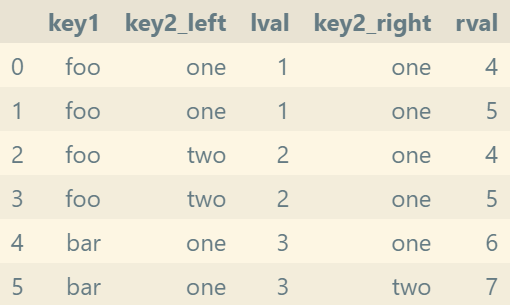 key1 key2_left lval key2_right rval
0 foo one 1 one 4
1 foo one 1 one 5
2 foo two 2 one 4
3 foo two 2 one 5
4 bar one 3 one 6
5 bar one 3 two 7